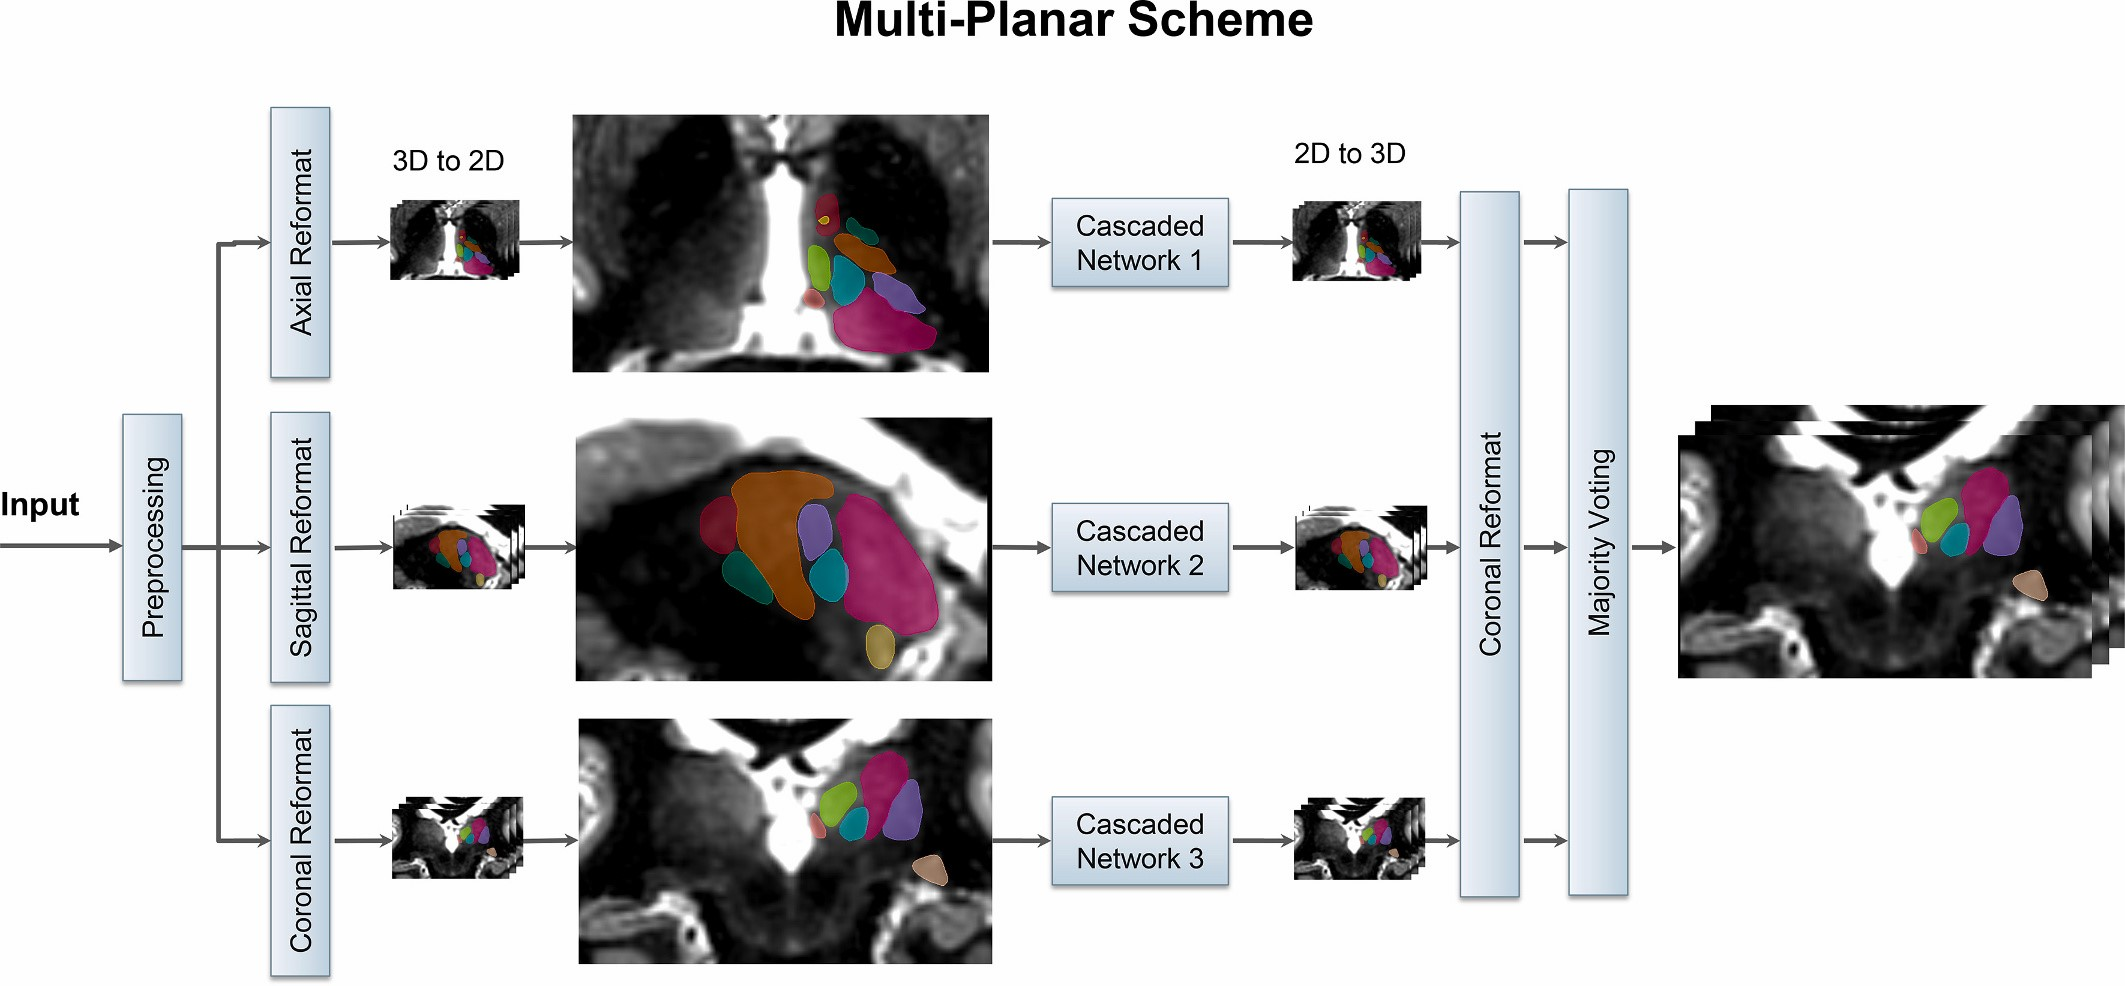 Multi-Planar Scheme
Input
Preprocessing
Axial Reformat
3D to 2D
Cascaded
Network 1
2D to 3D
Sagittal Reformat
Cascaded
Network 2
Coronal Reformat
Cascaded
Network 3
Coronal Reformat
Majority Voting